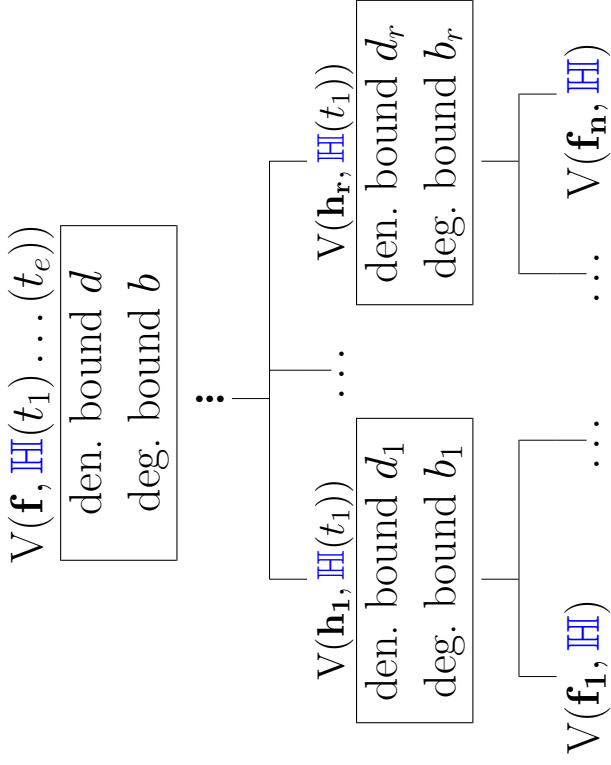 V(f, ℍ(t₁) … (tₑ))
den. bound d
deg. bound b
⋮
V(h₁, ℍ(t₁))
den. bound d₁
deg. bound b₁
…
V(hᵣ, ℍ(t₁))
den. bound dᵣ
deg. bound bᵣ
V(f₁, ℍ)
…
…
V(fₙ, ℍ)